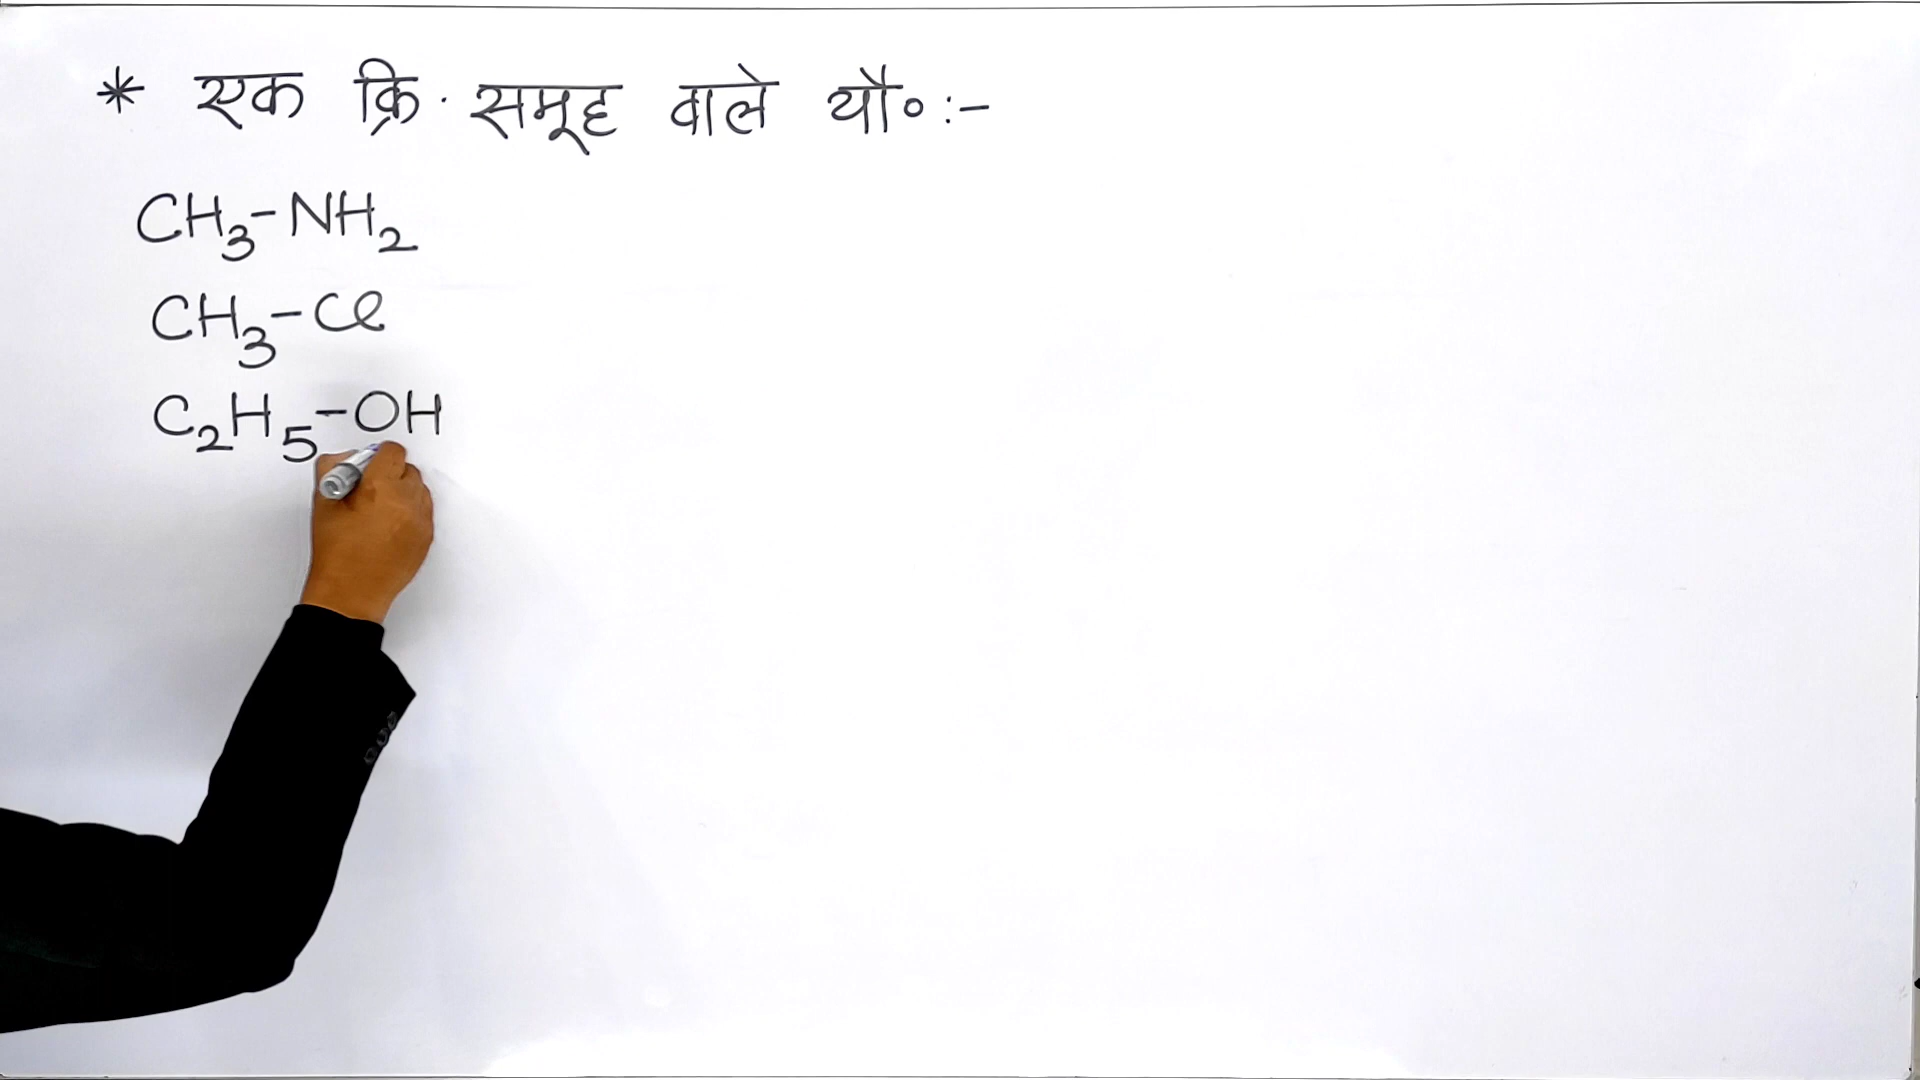 * एक क्रि. समूह वाले यौ० :-
CH₃-NH₂
CH₃-Cl
C₂H₅-OH